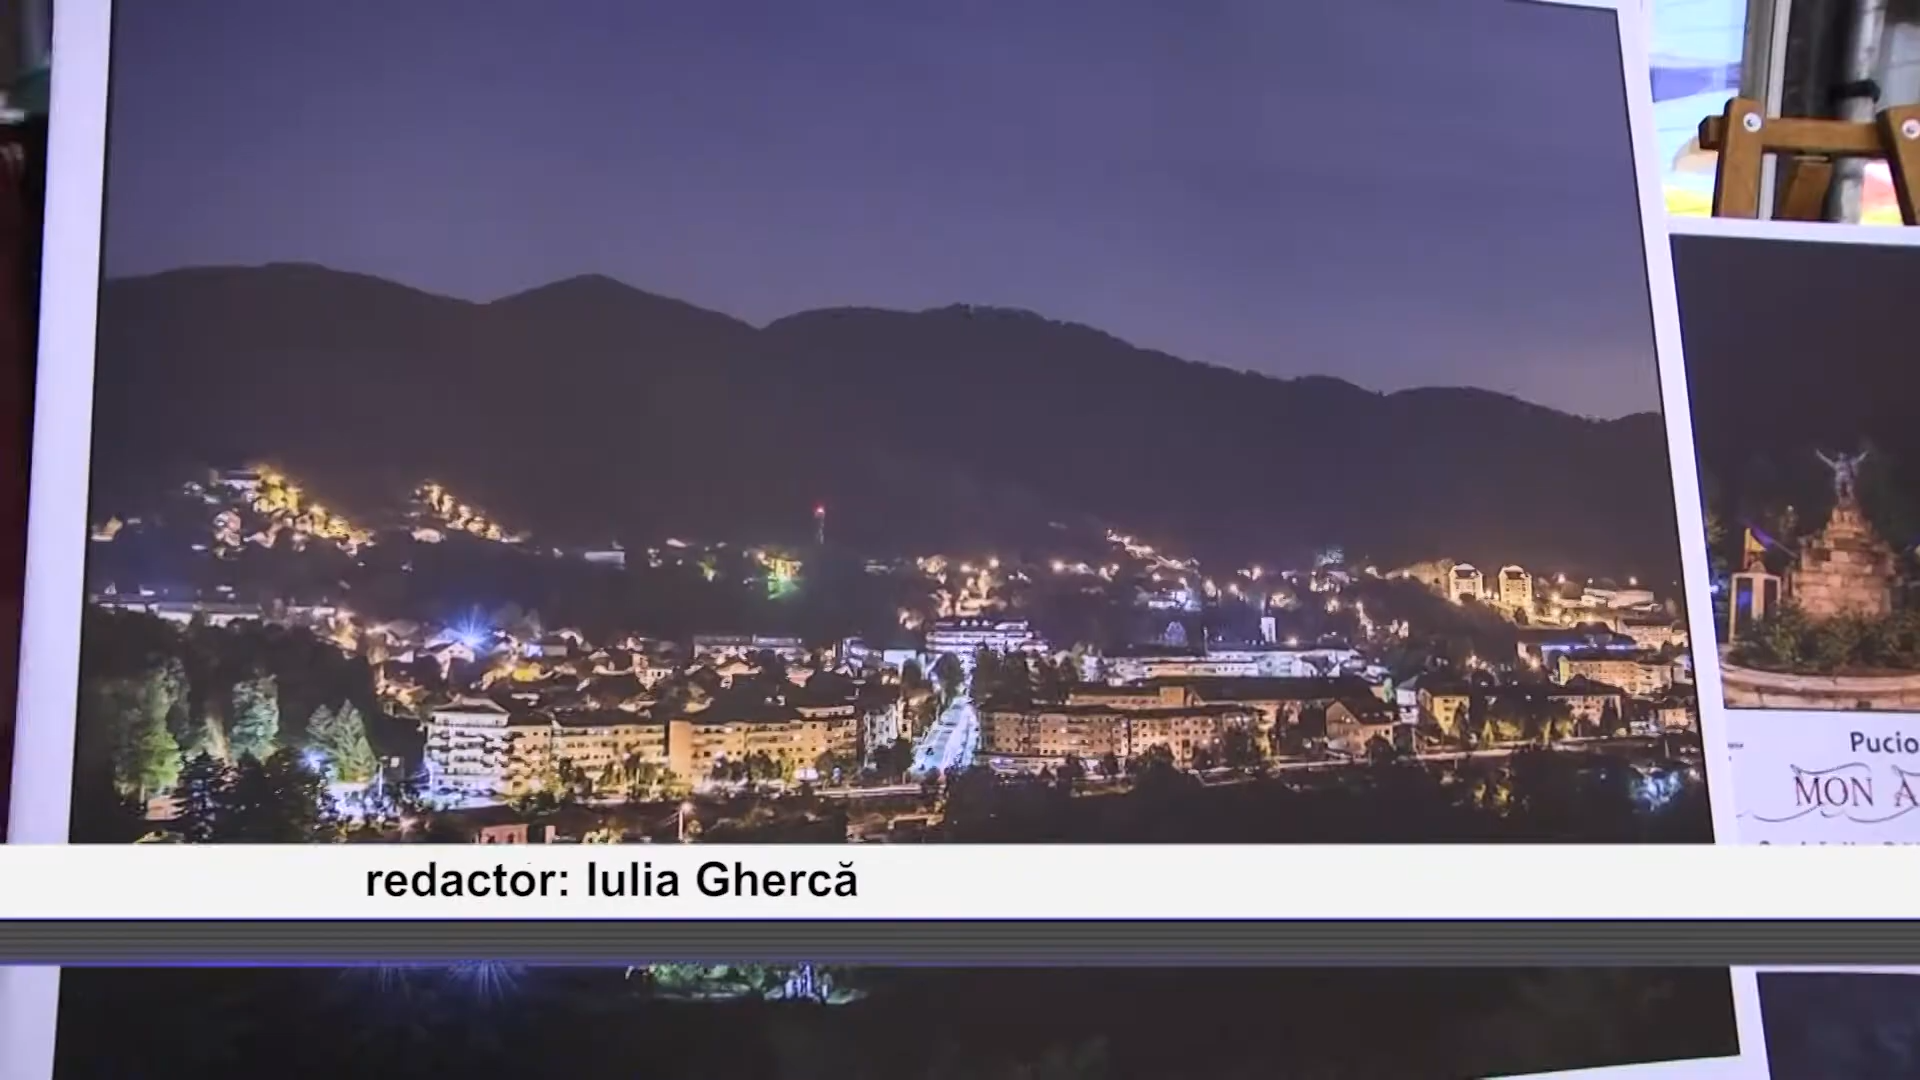 Pucio
MON A
redactor: Iulia Ghercă